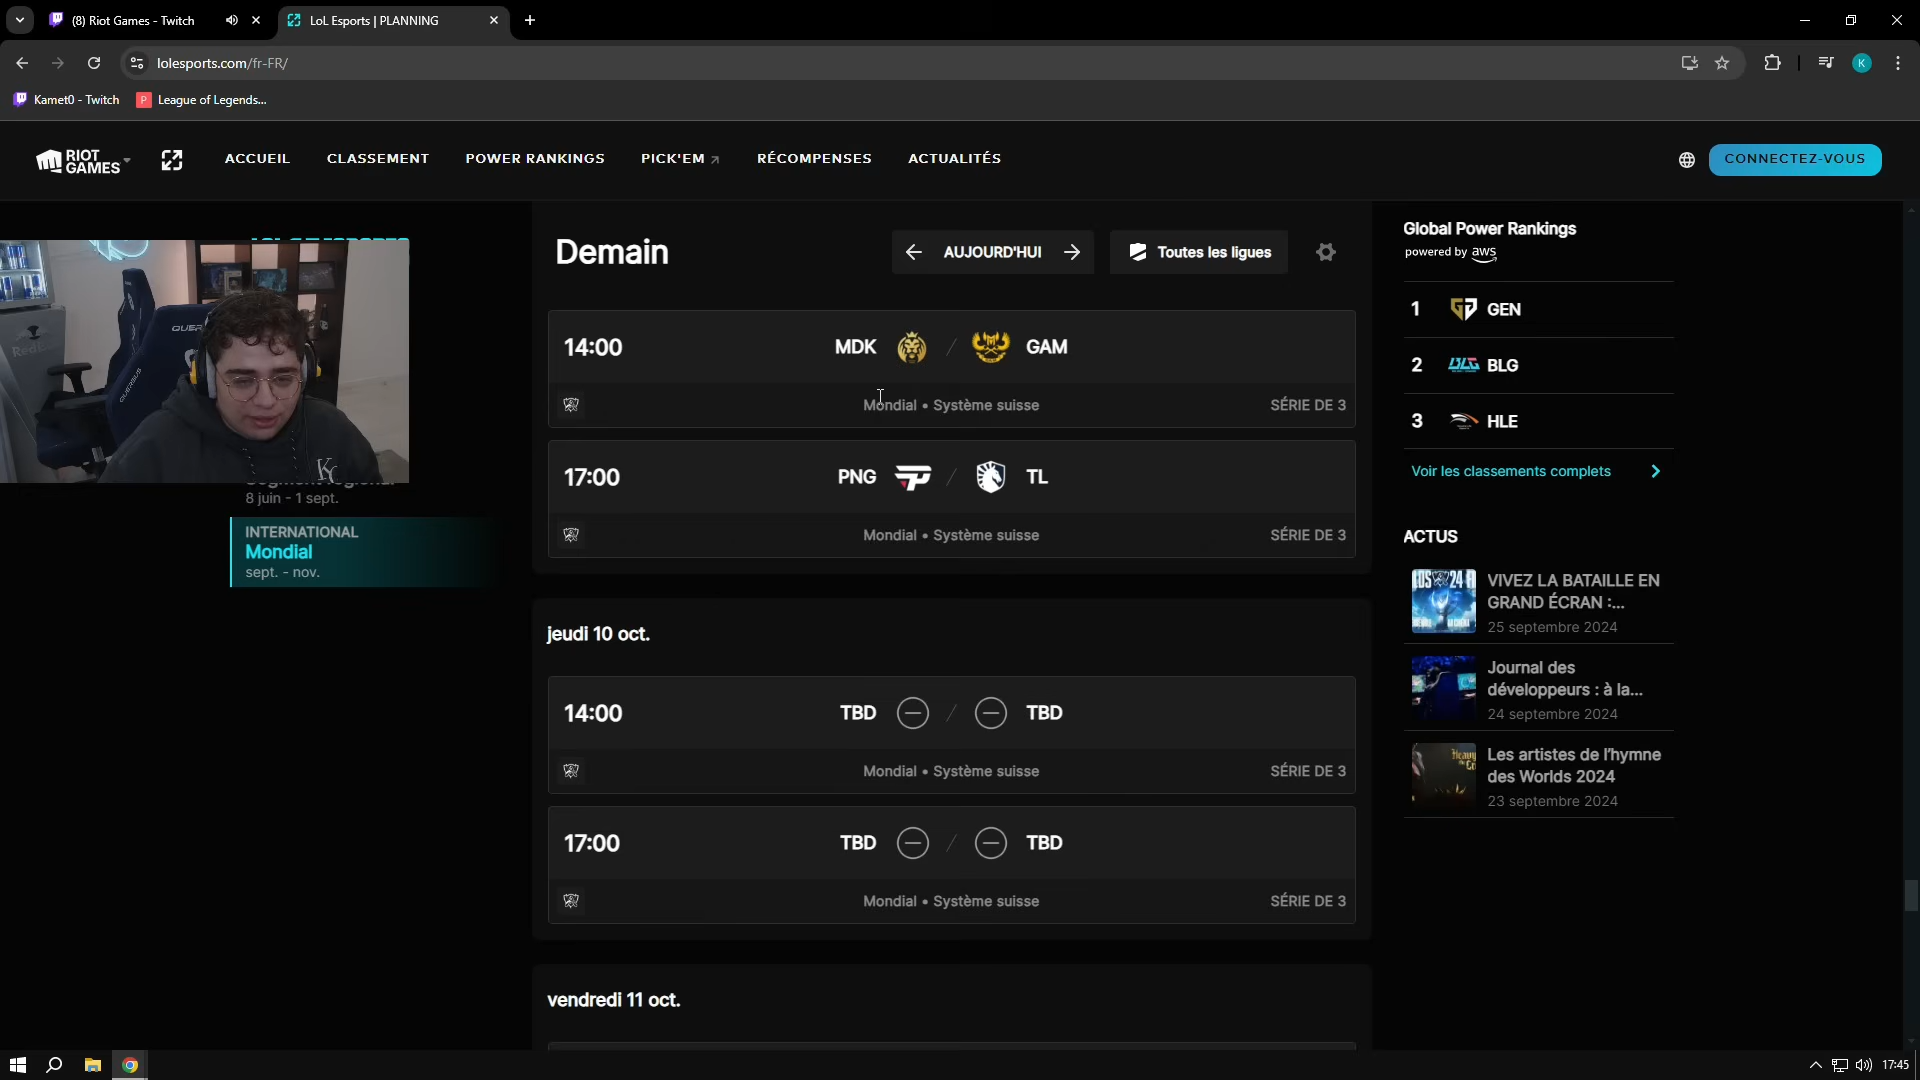 (8) Riot Games - Twitch
LoL Esports | PLANNING
lolesports.com/fr-FR/
K
Kamet0 - Twitch
League of Legends...
RIOT GAMES
ACCUEIL
CLASSEMENT
POWER RANKINGS
PICK'EM
RÉCOMPENSES
ACTUALITÉS
CONNECTEZ-VOUS
8 juin - 1 sept.
INTERNATIONAL
Mondial
sept. - nov.
Demain
AUJOURD'HUI
Toutes les ligues
14:00
MDK / GAM
Mondial • Système suisse
SÉRIE DE 3
17:00
PNG / TL
Mondial • Système suisse
SÉRIE DE 3
jeudi 10 oct.
14:00
TBD / TBD
Mondial • Système suisse
SÉRIE DE 3
17:00
TBD / TBD
Mondial • Système suisse
SÉRIE DE 3
vendredi 11 oct.
Global Power Rankings
powered by aws
1 GEN
2 BLG
3 HLE
Voir les classements complets
ACTUS
VIVEZ LA BATAILLE EN
GRAND ÉCRAN :...
25 septembre 2024
Journal des
développeurs : à la...
24 septembre 2024
Les artistes de l'hymne
des Worlds 2024
23 septembre 2024
17:45